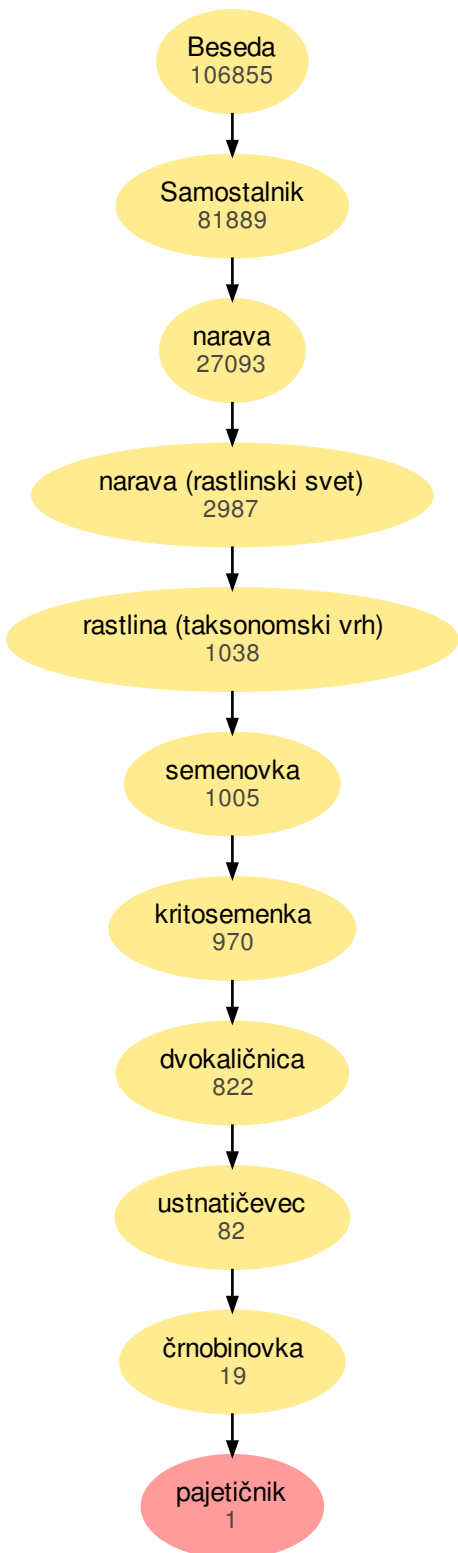 Beseda
106855
Samostalnik
81889
narava
27093
narava (rastlinski svet)
2987
rastlina (taksonomski vrh)
1038
semenovka
1005
kritosemenka
970
dvokaličnica
822
ustnatičevec
82
črnobinovka
19
pajetičnik
1